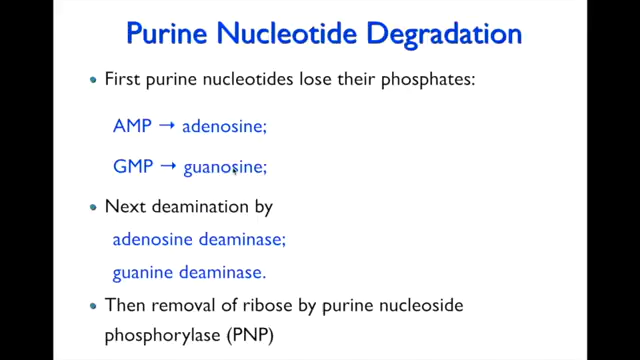 Purine Nucleotide Degradation
First purine nucleotides lose their phosphates:
AMP → adenosine;
GMP → guanosine;
Next deamination by
adenosine deaminase;
guanine deaminase.
Then removal of ribose by purine nucleoside
phosphorylase (PNP)